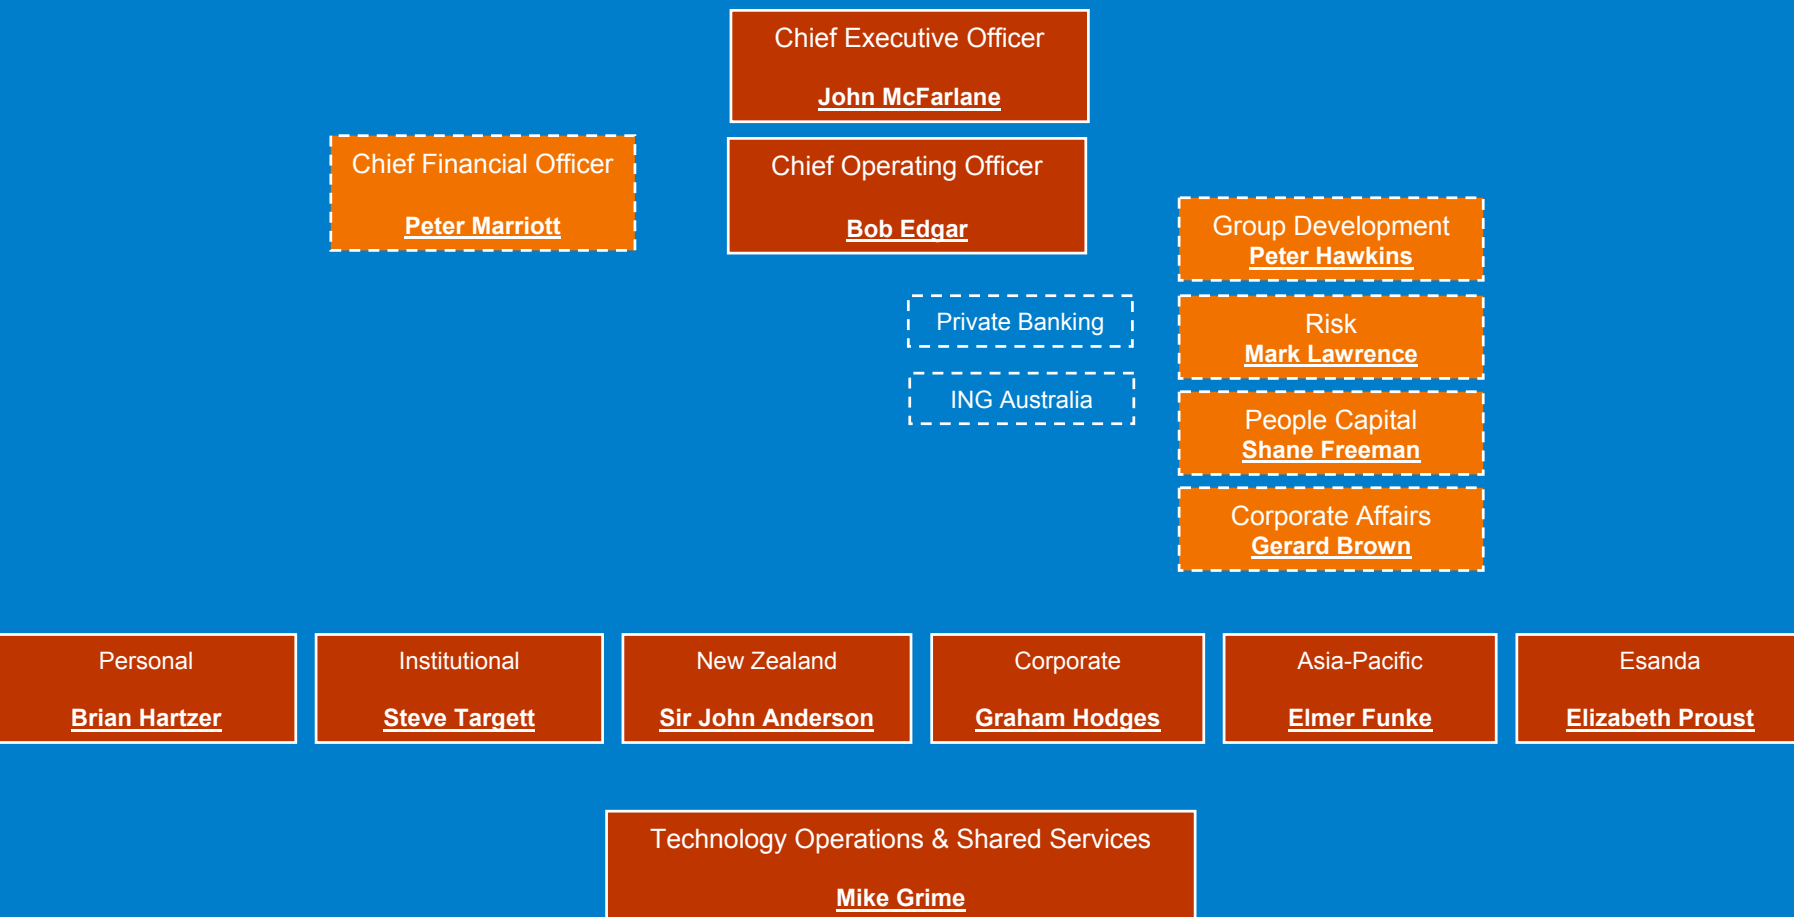 Chief Executive Officer
John McFarlane
Chief Financial Officer
Peter Marriott
Chief Operating Officer
Bob Edgar
Group Development
Peter Hawkins
Private Banking
Risk
Mark Lawrence
ING Australia
People Capital
Shane Freeman
Corporate Affairs
Gerard Brown
Personal
Brian Hartzer
Institutional
Steve Targett
New Zealand
Sir John Anderson
Corporate
Graham Hodges
Asia-Pacific
Elmer Funke
Esanda
Elizabeth Proust
Technology Operations & Shared Services
Mike Grime